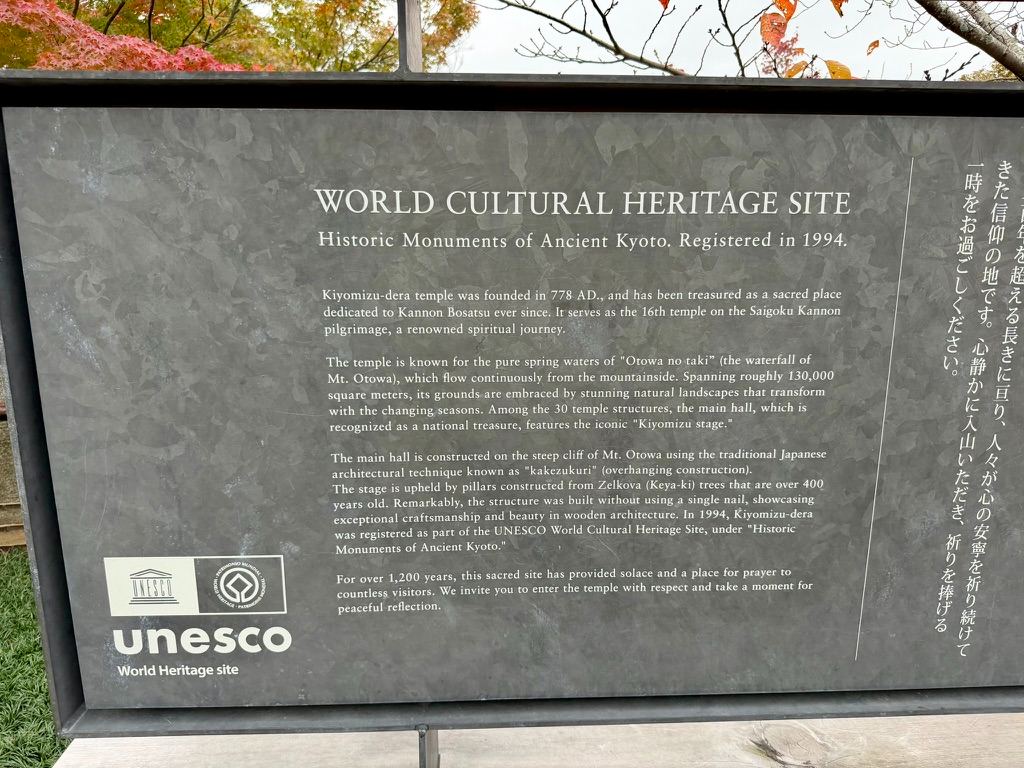 WORLD CULTURAL HERITAGE SITE
Historic Monuments of Ancient Kyoto. Registered in 1994.
Kiyomizu-dera temple was founded in 778 AD., and has been treasured as a sacred place
dedicated to Kannon Bosatsu ever since. It serves as the 16th temple on the Saigoku Kannon
pilgrimage, a renowned spiritual journey.
The temple is known for the pure spring waters of "Otowa no taki" (the waterfall of
Mt. Otowa), which flow continuously from the mountainside. Spanning roughly 130,000
square meters, its grounds are embraced by stunning natural landscapes that transform
with the changing seasons. Among the 30 temple structures, the main hall, which is
recognized as a national treasure, features the iconic "Kiyomizu stage."
The main hall is constructed on the steep cliff of Mt. Otowa using the traditional Japanese
architectural technique known as "kakezukuri" (overhanging construction).
The stage is upheld by pillars constructed from Zelkova (Keya-ki) trees that are over 400
years old. Remarkably, the structure was built without using a single nail, showcasing
exceptional craftsmanship and beauty in wooden architecture. In 1994, Kiyomizu-dera
was registered as part of the UNESCO World Cultural Heritage Site, under "Historic
Monuments of Ancient Kyoto."
For over 1,200 years, this sacred site has provided solace and a place for prayer to
countless visitors. We invite you to enter the temple with respect and take a moment for
peaceful reflection.
UNESCO
unesco
World Heritage site
を超える長きに亘り、人々が心の安寧を祈り続けて
きた信仰の地です。心静かに入山いただき、祈りを捧げる
一時をお過ごしください。